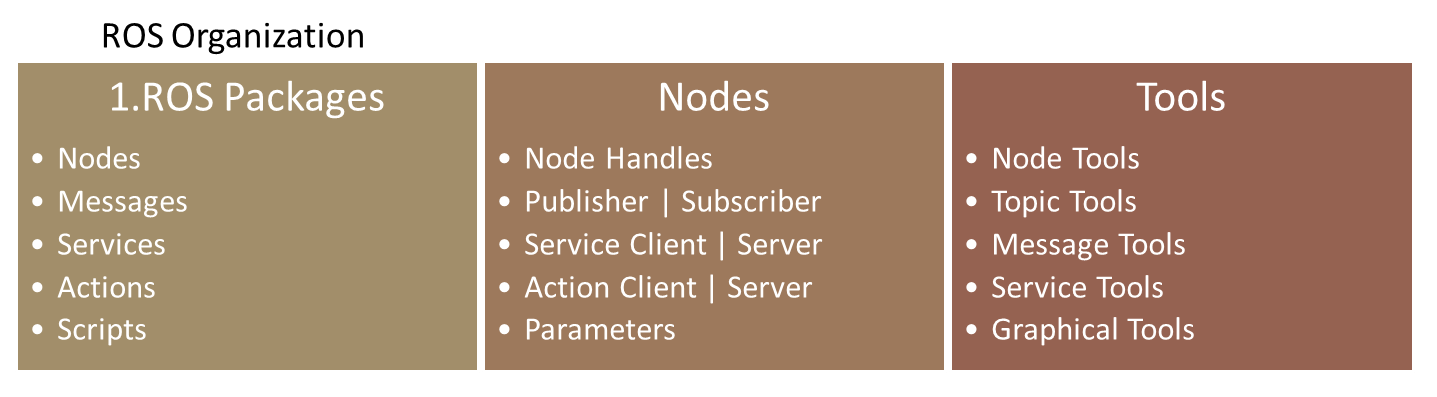 ROS Organization
1.ROS Packages
• Nodes
• Messages
• Services
• Actions
• Scripts
Nodes
• Node Handles
• Publisher | Subscriber
• Service Client | Server
• Action Client | Server
• Parameters
Tools
• Node Tools
• Topic Tools
• Message Tools
• Service Tools
• Graphical Tools